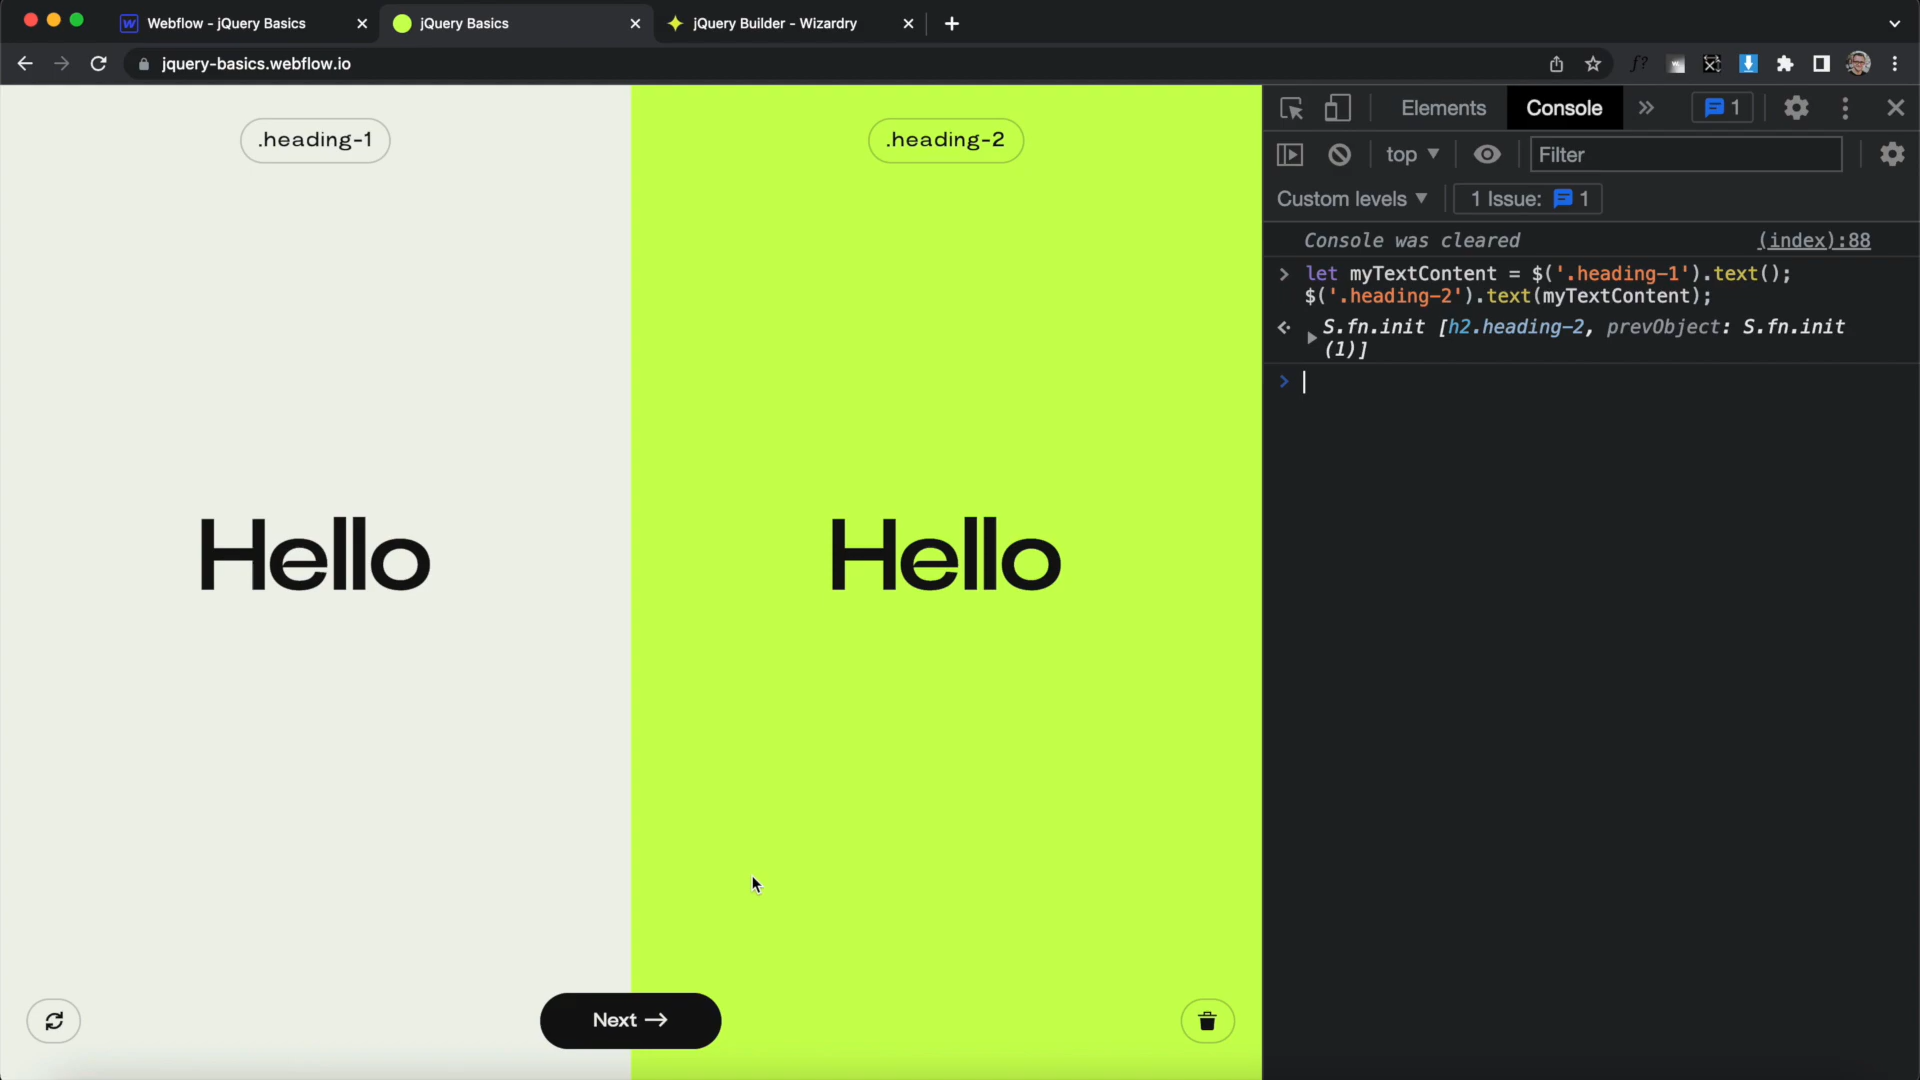 Webflow - jQuery Basics
jQuery Basics
jQuery Builder - Wizardry
jquery-basics.webflow.io
.heading-1
.heading-2
Hello
Hello
Next →
Elements
Console
1
top
Filter
Custom levels
1 Issue: 1
Console was cleared
(index):88
let myTextContent = $('.heading-1').text();
$('.heading-2').text(myTextContent);
S.fn.init [h2.heading-2, prevObject: S.fn.init
(1)]